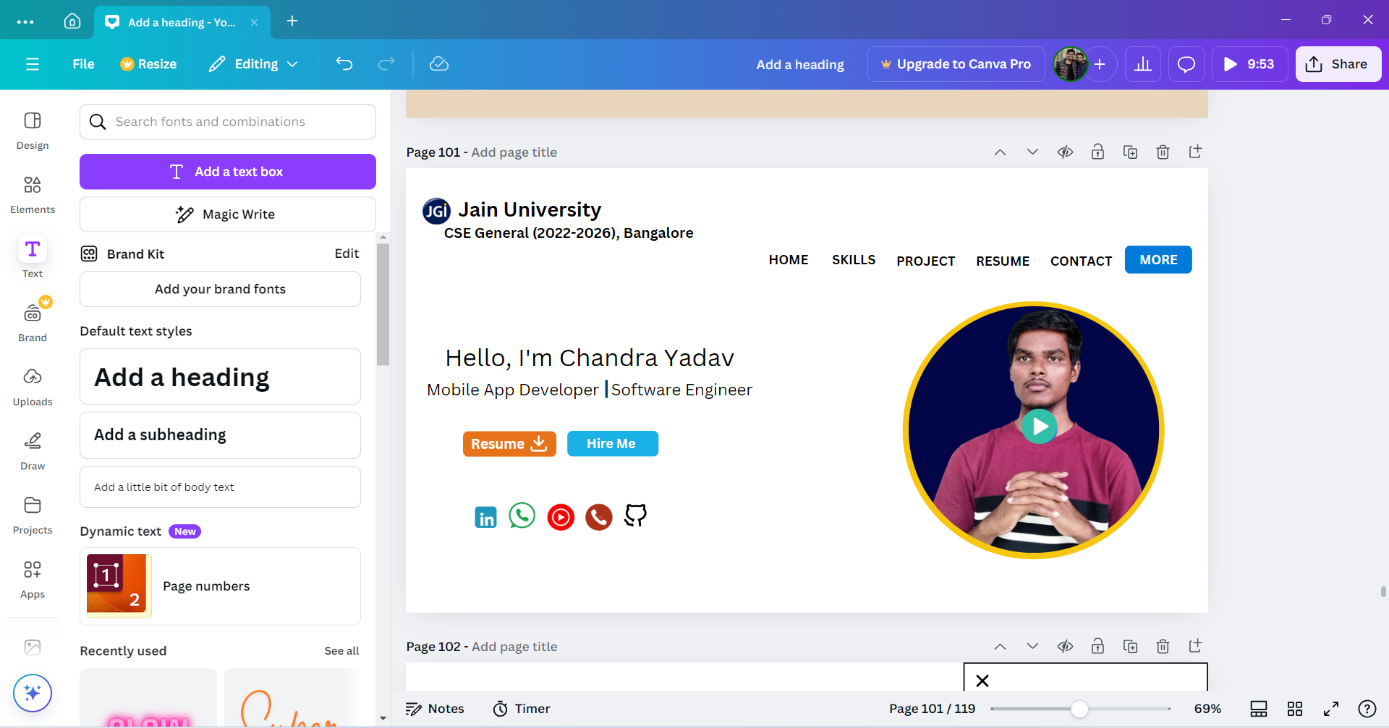 Add a heading - Yo...
File
Resize
Editing
Add a heading
Upgrade to Canva Pro
9:53
Share
Design
Elements
Text
Brand
Uploads
Draw
Projects
Apps
Search fonts and combinations
Add a text box
Magic Write
Brand Kit
Edit
Add your brand fonts
Default text styles
Add a heading
Add a subheading
Add a little bit of body text
Dynamic text New
1
2
Page numbers
Recently used
See all
GLOW
Page 101 - Add page title
JGI Jain University
CSE General (2022-2026), Bangalore
HOME SKILLS PROJECT RESUME CONTACT MORE
Hello, I'm Chandra Yadav
Mobile App Developer | Software Engineer
Resume
Hire Me
in
Page 102 - Add page title
Notes
Timer
Page 101 / 119
69%